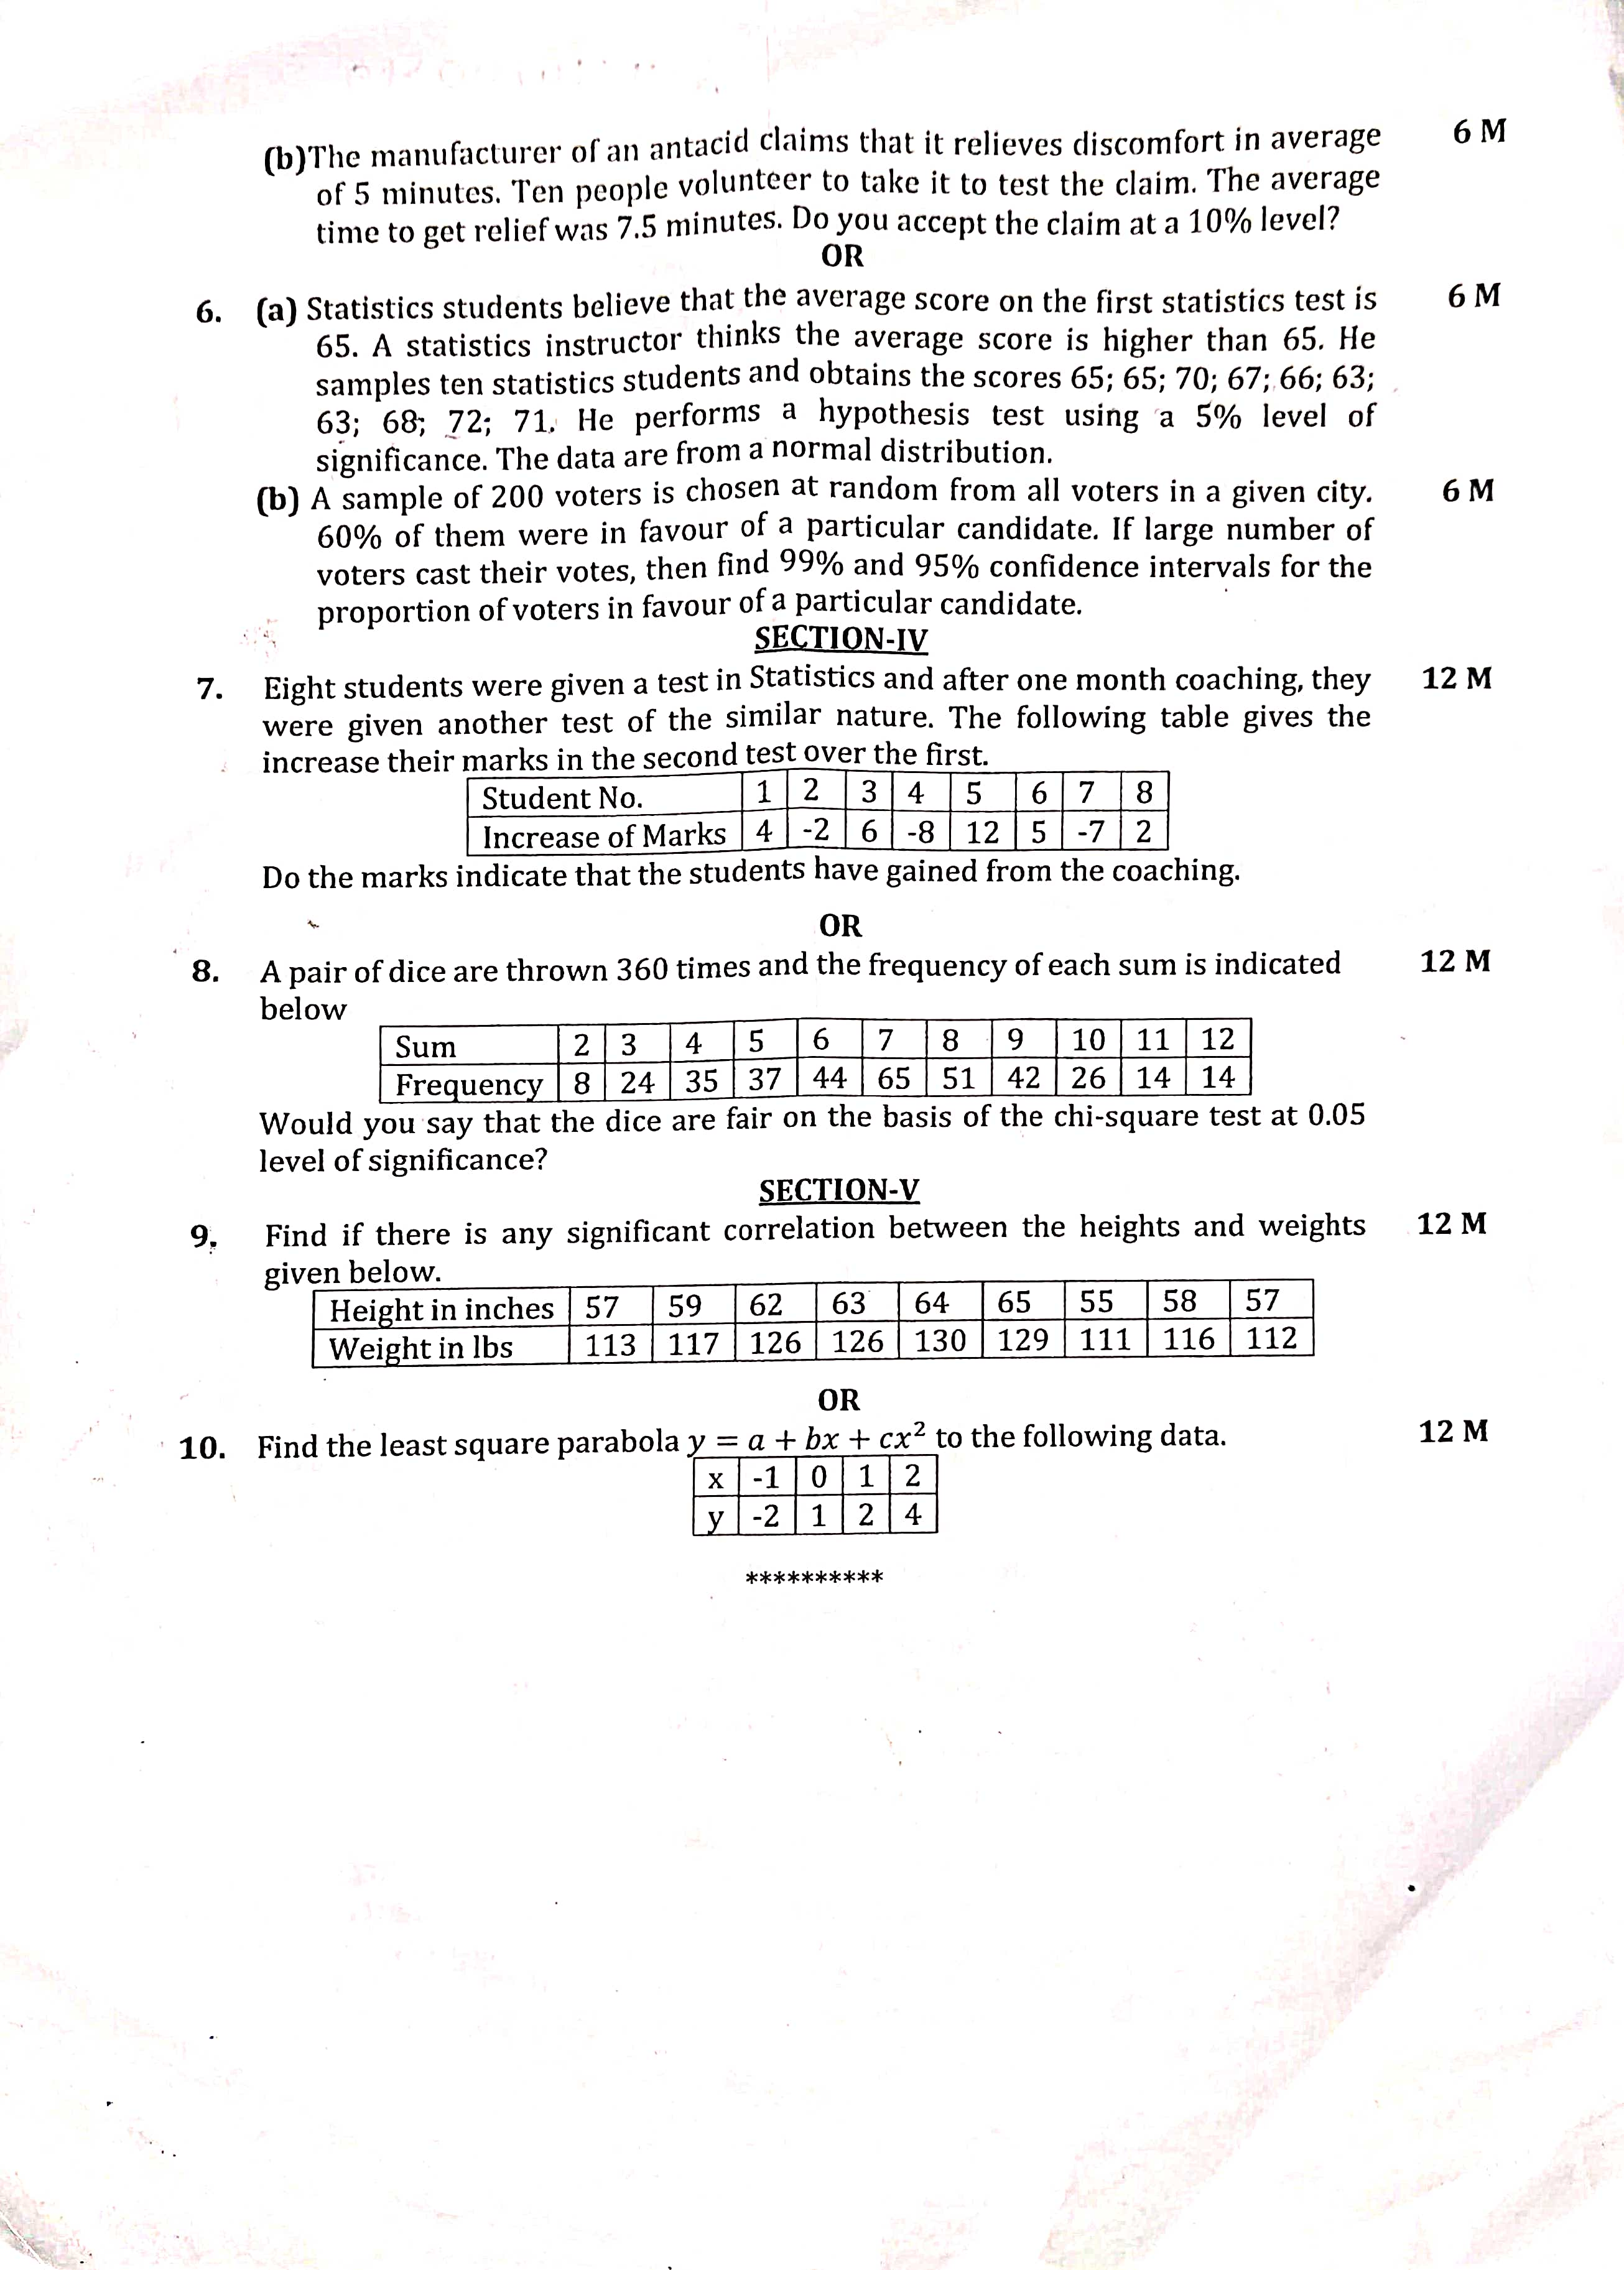 (b)The manufacturer of an antacid claims that it relieves discomfort in average 6 M
of 5 minutes. Ten people volunteer to take it to test the claim. The average
time to get relief was 7.5 minutes. Do you accept the claim at a 10% level?
OR
6. (a) Statistics students believe that the average score on the first statistics test is 6 M
65. A statistics instructor thinks the average score is higher than 65. He
samples ten statistics students and obtains the scores 65; 65; 70; 67; 66; 63;
63; 68; 72; 71. He performs a hypothesis test using a 5% level of
significance. The data are from a normal distribution.
(b) A sample of 200 voters is chosen at random from all voters in a given city. 6 M
60% of them were in favour of a particular candidate. If large number of
voters cast their votes, then find 99% and 95% confidence intervals for the
proportion of voters in favour of a particular candidate.
SECTION-IV
7. Eight students were given a test in Statistics and after one month coaching, they 12 M
were given another test of the similar nature. The following table gives the
increase their marks in the second test over the first.
Student No. 1 2 3 4 5 6 7 8
Increase of Marks 4 -2 6 -8 12 5 -7 2
Do the marks indicate that the students have gained from the coaching.
OR
8. A pair of dice are thrown 360 times and the frequency of each sum is indicated 12 M
below
Sum 2 3 4 5 6 7 8 9 10 11 12
Frequency 8 24 35 37 44 65 51 42 26 14 14
Would you say that the dice are fair on the basis of the chi-square test at 0.05
level of significance?
SECTION-V
9. Find if there is any significant correlation between the heights and weights 12 M
given below.
Height in inches 57 59 62 63 64 65 55 58 57
Weight in lbs 113 117 126 126 130 129 111 116 112
OR
10. Find the least square parabola y = a + bx + cx² to the following data. 12 M
x -1 0 1 2
y -2 1 2 4
**********